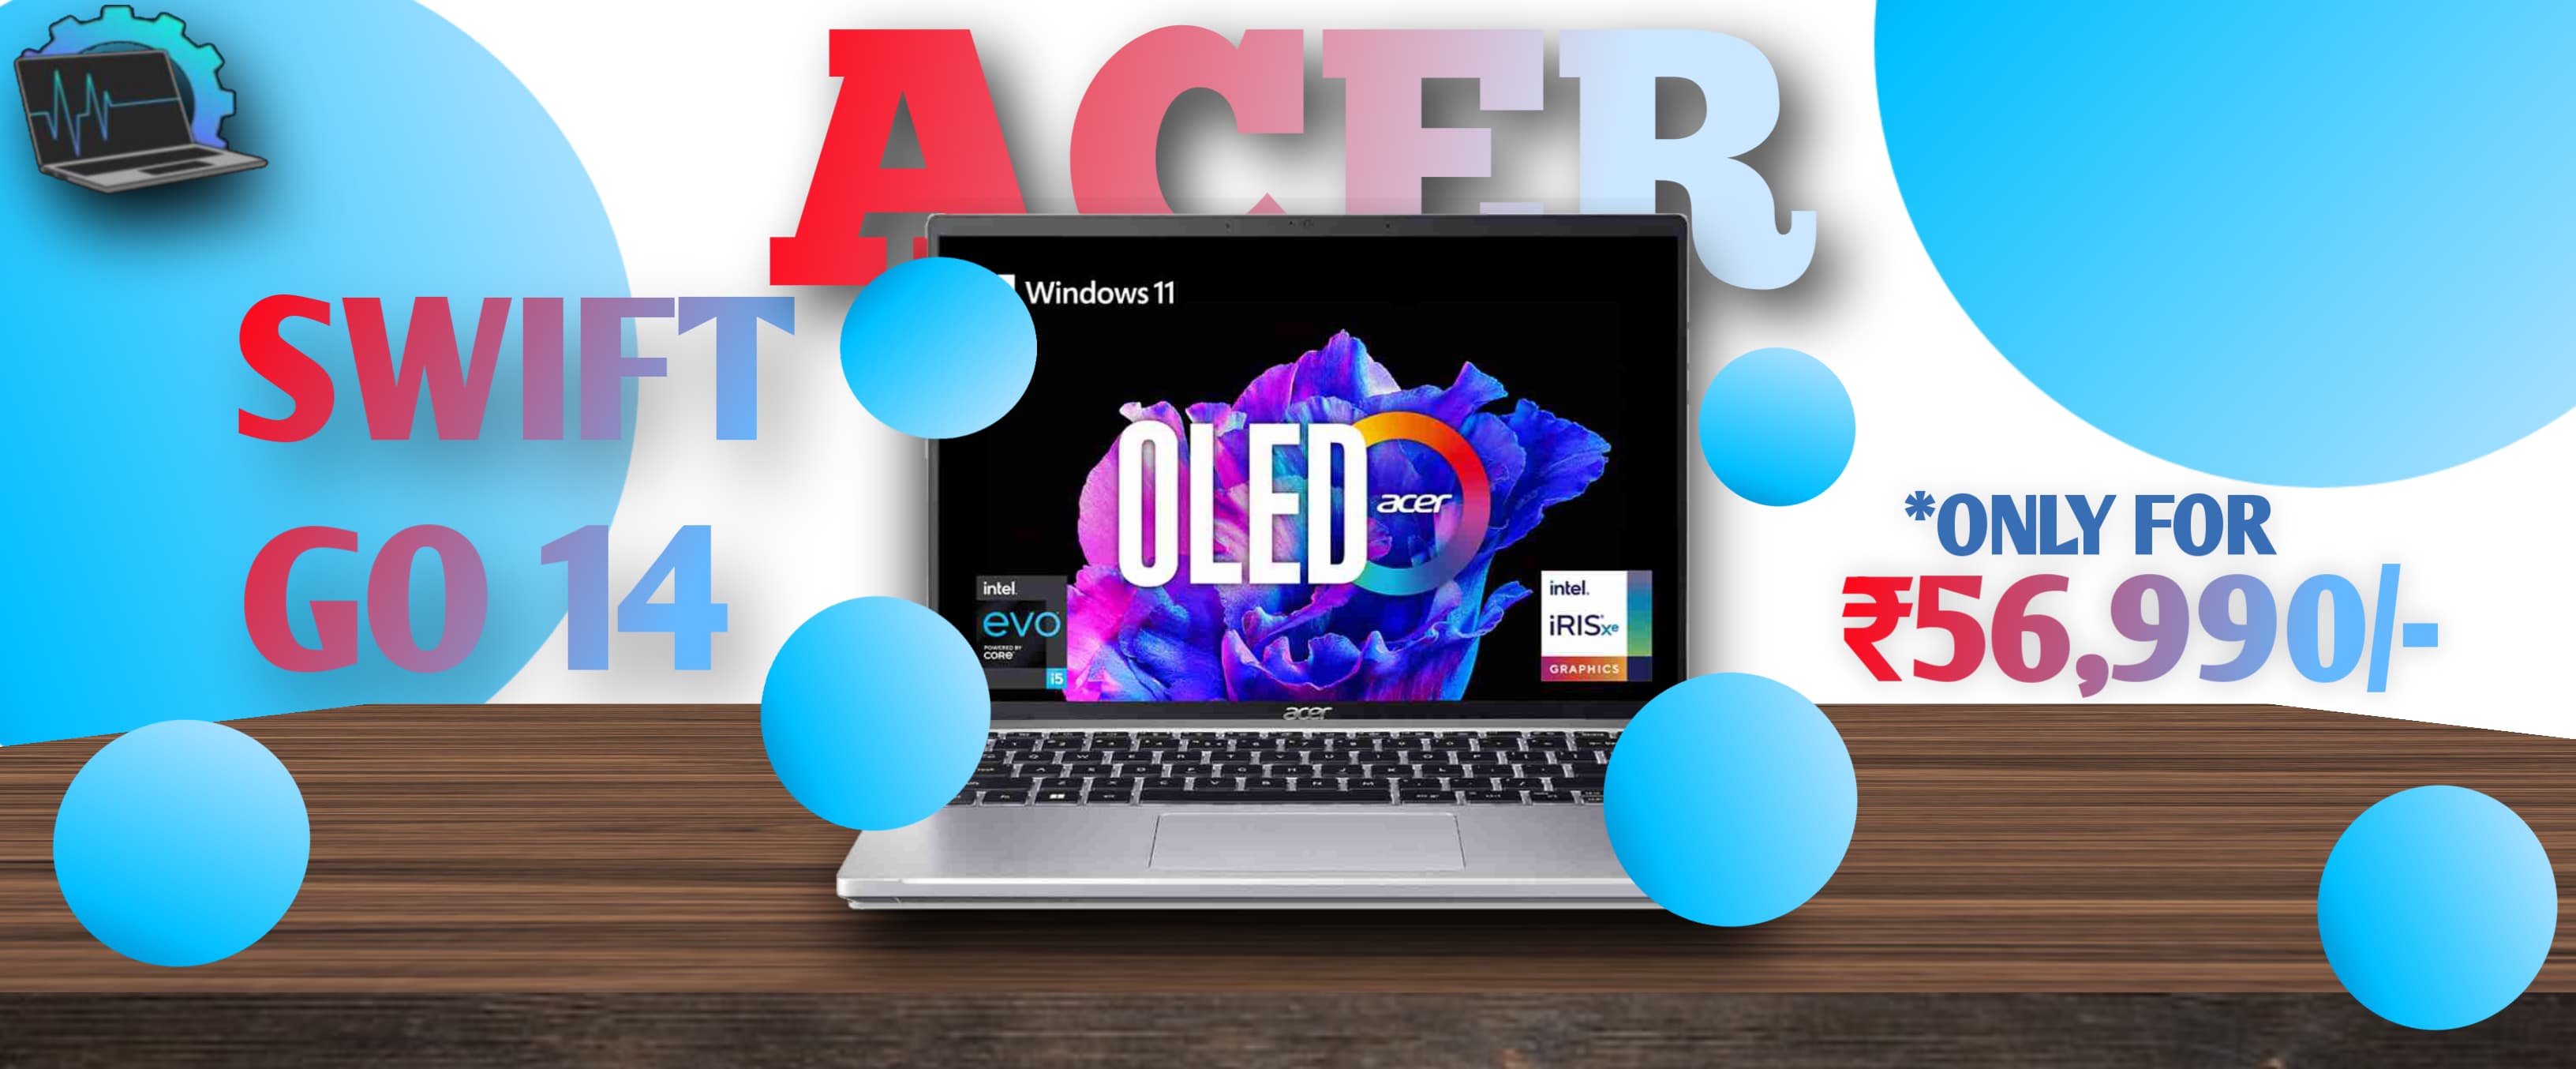 ACER
SWIFT
GO 14
Windows 11
OLED
acer
intel.
evo
POWERED BY
CORE
i5
intel.
iRISxe
GRAPHICS
acer
*ONLY FOR
₹56,990/-